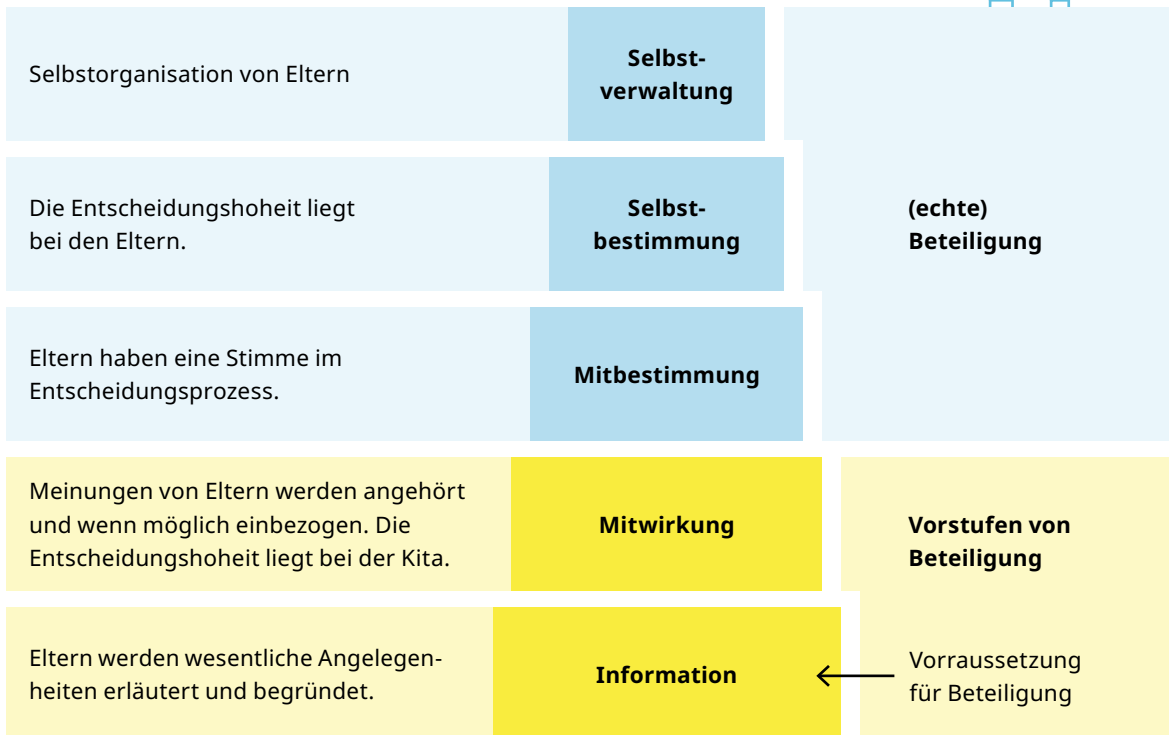 Selbstorganisation von Eltern
Selbst-
verwaltung
Die Entscheidungshoheit liegt
bei den Eltern.
Selbst-
bestimmung
(echte)
Beteiligung
Eltern haben eine Stimme im
Entscheidungsprozess.
Mitbestimmung
Meinungen von Eltern werden angehört
und wenn möglich einbezogen. Die
Entscheidungshoheit liegt bei der Kita.
Mitwirkung
Vorstufen von
Beteiligung
Eltern werden wesentliche Angelegen-
heiten erläutert und begründet.
Information
Vorraussetzung
für Beteiligung